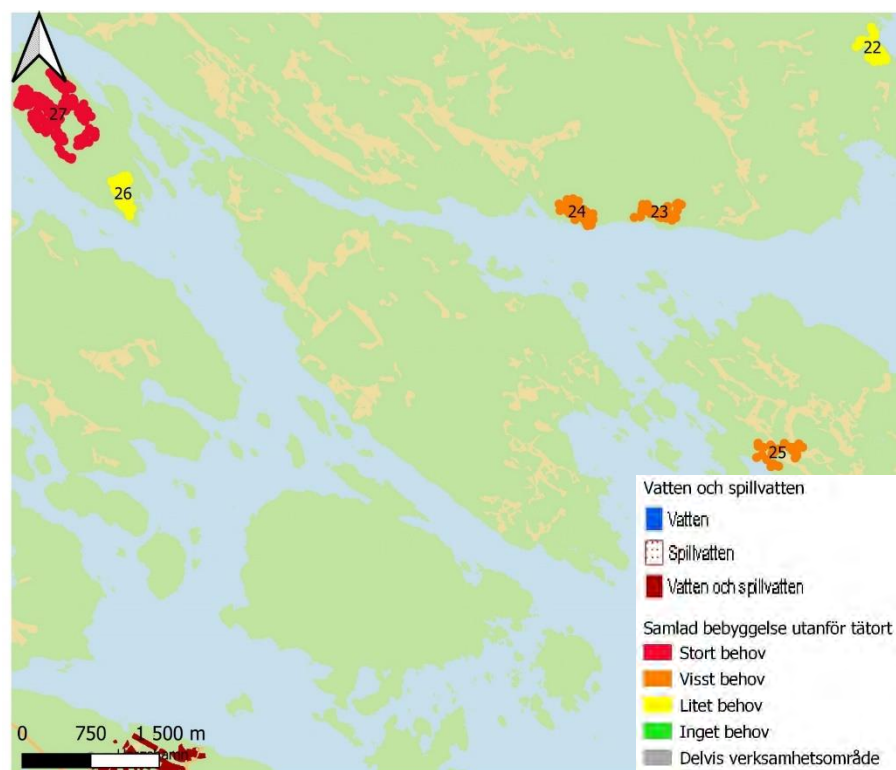 22
27
26
24
23
25
Vatten och spillvatten
Vatten
Spillvatten
Vatten och spillvatten
Samlad bebyggelse utanför tätort
Stort behov
Visst behov
Litet behov
Inget behov
Delvis verksamhetsområde
0 750 1 500 m